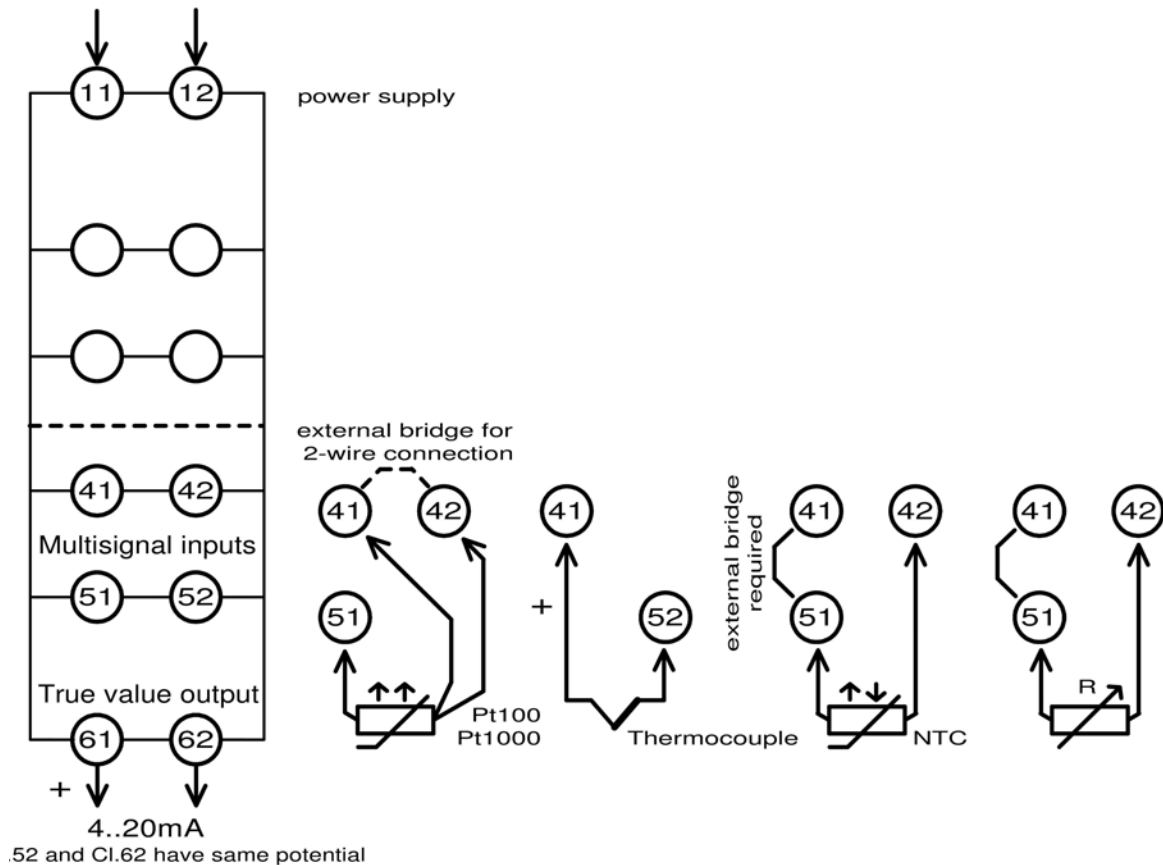 11 12
power supply
external bridge for
2-wire connection
41 42
Multisignal inputs
51 52
True value output
61 62
+
4..20mA
.52 and Cl.62 have same potential
41 42
51
Pt100
Pt1000
41
+
52
Thermocouple
external bridge
required
41 42
51
NTC
41 42
51
R